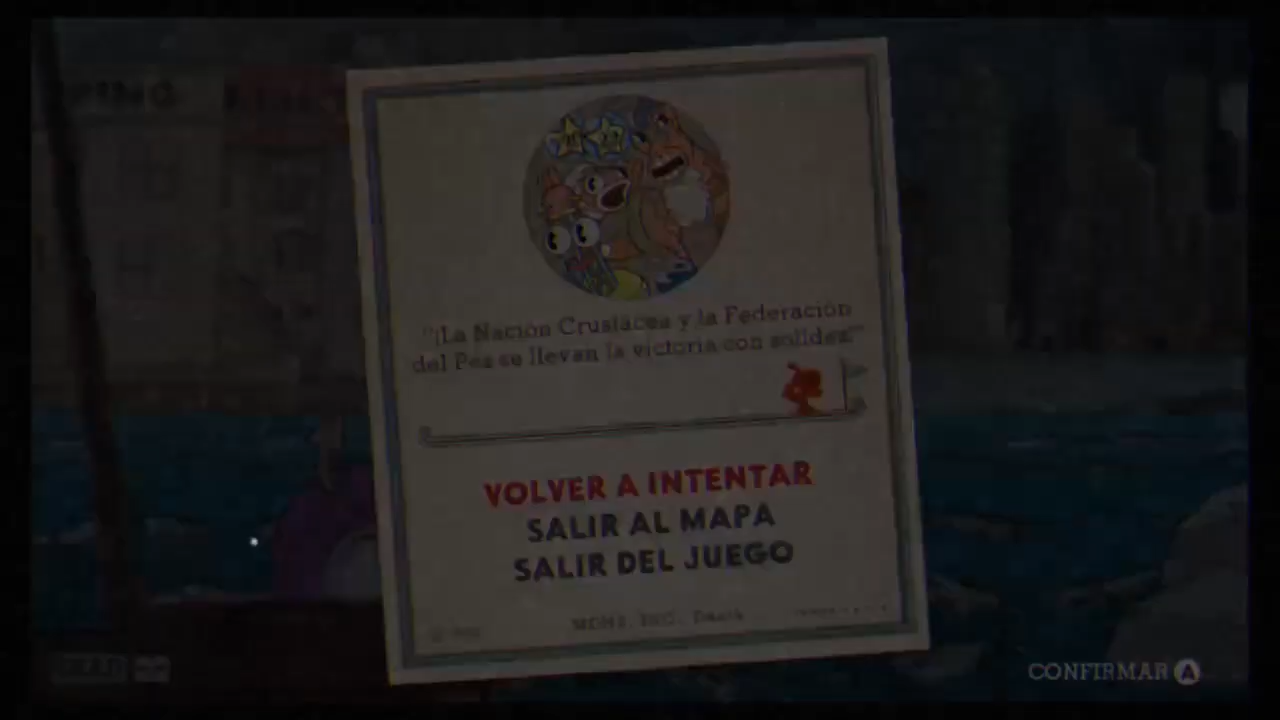 "¡La Nación Crustácea y la Federación
del Pez se llevan la victoria con solidez!"
VOLVER A INTENTAR
SALIR AL MAPA
SALIR DEL JUEGO
CONFIRMAR A